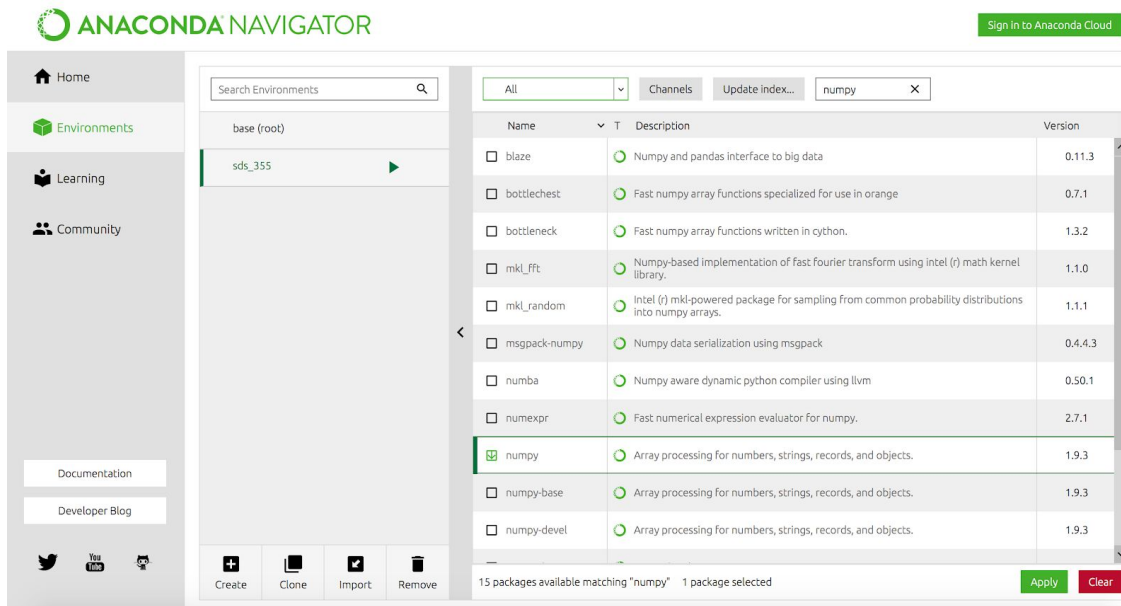 ANACONDA NAVIGATOR
Sign in to Anaconda Cloud
Home
Environments
Learning
Community
Documentation
Developer Blog
You
Tube
Search Environments
base (root)
sds_355
Create
Clone
Import
Remove
All
Channels
Update index...
numpy
Name T Description Version
blaze Numpy and pandas interface to big data 0.11.3
bottlechest Fast numpy array functions specialized for use in orange 0.7.1
bottleneck Fast numpy array functions written in cython. 1.3.2
mkl_fft Numpy-based implementation of fast fourier transform using intel (r) math kernel
library. 1.1.0
mkl_random Intel (r) mkl-powered package for sampling from common probability distributions
into numpy arrays. 1.1.1
msgpack-numpy Numpy data serialization using msgpack 0.4.4.3
numba Numpy aware dynamic python compiler using llvm 0.50.1
numexpr Fast numerical expression evaluator for numpy. 2.7.1
numpy Array processing for numbers, strings, records, and objects. 1.9.3
numpy-base Array processing for numbers, strings, records, and objects. 1.9.3
numpy-devel Array processing for numbers, strings, records, and objects. 1.9.3
15 packages available matching "numpy" 1 package selected
Apply
Clear